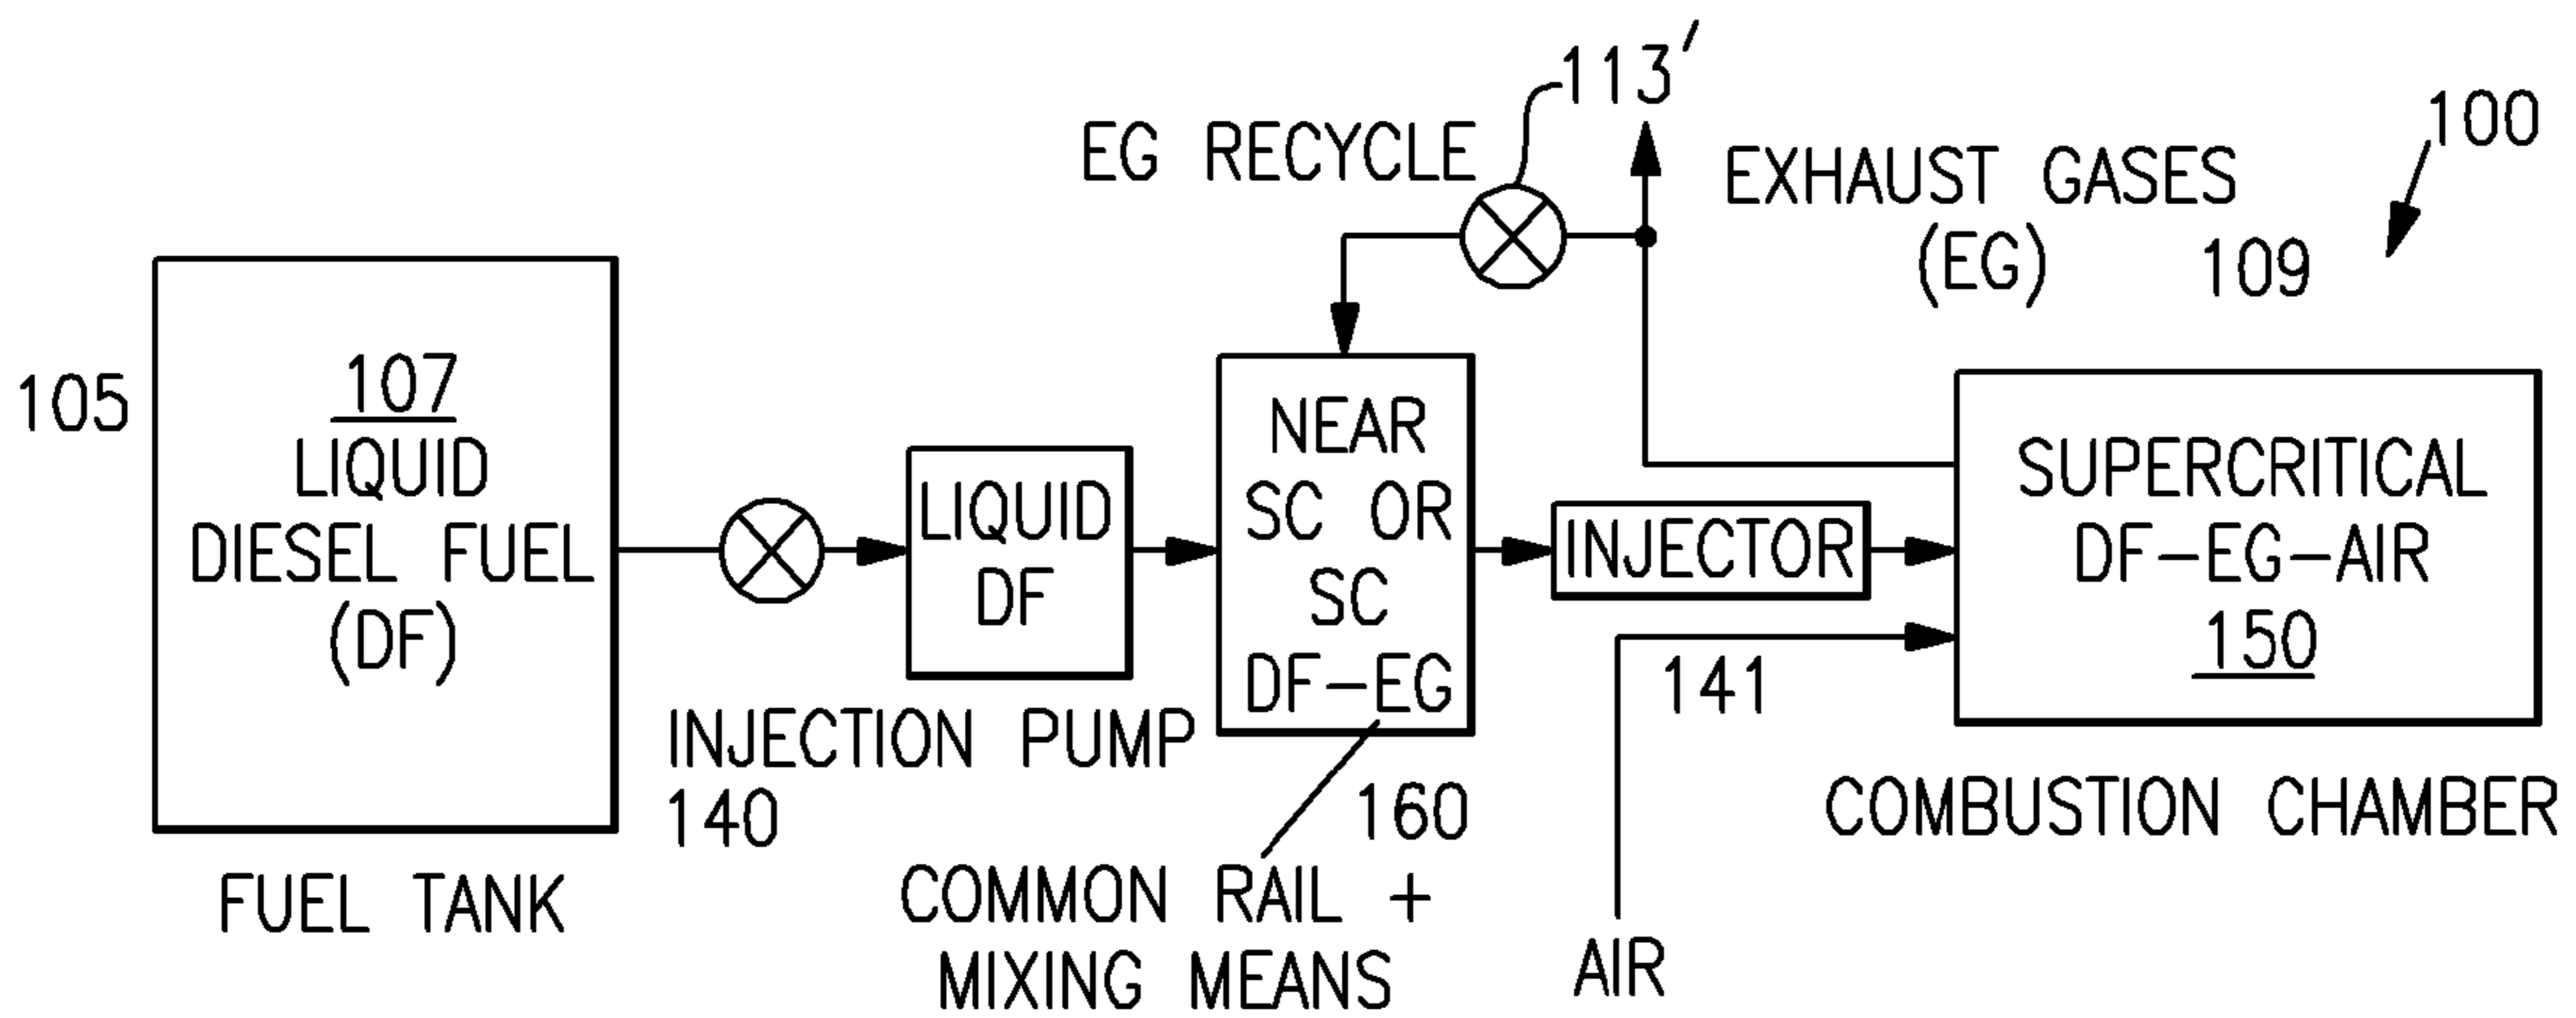 113'
100
EG RECYCLE
EXHAUST GASES
(EG) 109
105
107
LIQUID
DIESEL FUEL
(DF)
FUEL TANK
LIQUID
DF
INJECTION PUMP
140
NEAR
SC OR
SC
DF-EG
160
COMMON RAIL +
MIXING MEANS
INJECTOR
141
AIR
SUPERCRITICAL
DF-EG-AIR
150
COMBUSTION CHAMBER